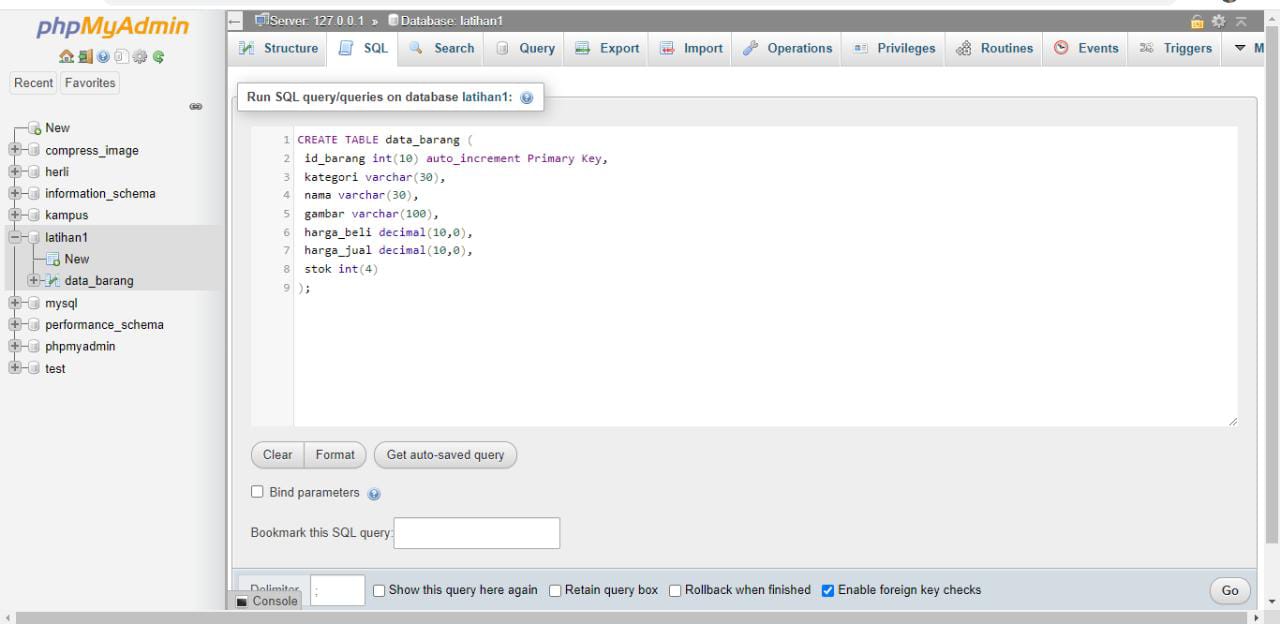 phpMyAdmin
Recent Favorites
New
compress_image
herli
information_schema
kampus
latihan1
New
data_barang
mysql
performance_schema
phpmyadmin
test
Server: 127.0.0.1 » Database: latihan1
Structure SQL Search Query Export Import Operations Privileges Routines Events Triggers M
Run SQL query/queries on database latihan1:
1 CREATE TABLE data_barang (
2 id_barang int(10) auto_increment Primary Key,
3 kategori varchar(30),
4 nama varchar(30),
5 gambar varchar(100),
6 harga_beli decimal(10,0),
7 harga_jual decimal(10,0),
8 stok int(4)
9 );
Clear Format Get auto-saved query
Bind parameters
Bookmark this SQL query:
Delimiter ; Show this query here again Retain query box Rollback when finished Enable foreign key checks Go
Console